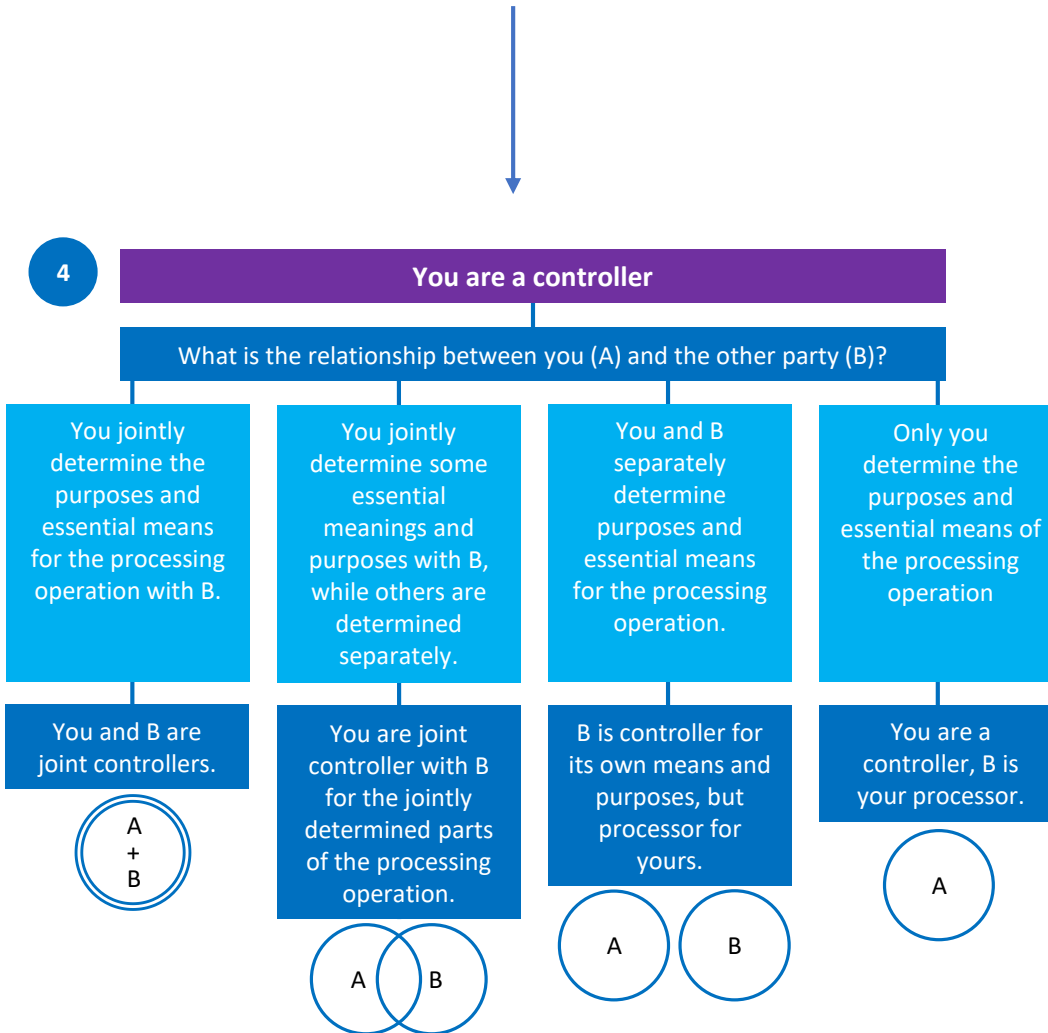 4
You are a controller
What is the relationship between you (A) and the other party (B)?
You jointly
determine the
purposes and
essential means
for the processing
operation with B.
You jointly
determine some
essential
meanings and
purposes with B,
while others are
determined
separately.
You and B
separately
determine
purposes and
essential means
for the processing
operation.
Only you
determine the
purposes and
essential means of
the processing
operation
You and B are
joint controllers.
You are joint
controller with B
for the jointly
determined parts
of the processing
operation.
B is controller for
its own means and
purposes, but
processor for
yours.
You are a
controller, B is
your processor.
A
+
B
A B
A B
A